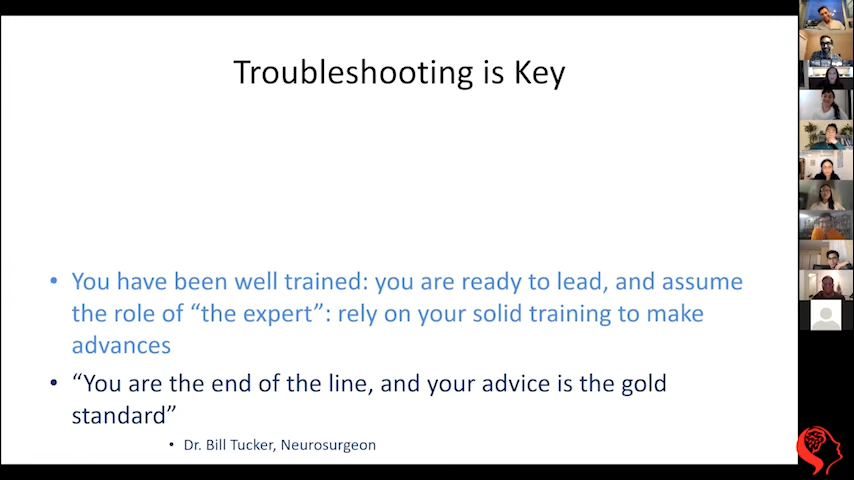 Troubleshooting is Key
• You have been well trained: you are ready to lead, and assume
the role of “the expert”: rely on your solid training to make
advances
• “You are the end of the line, and your advice is the gold
standard”
• Dr. Bill Tucker, Neurosurgeon